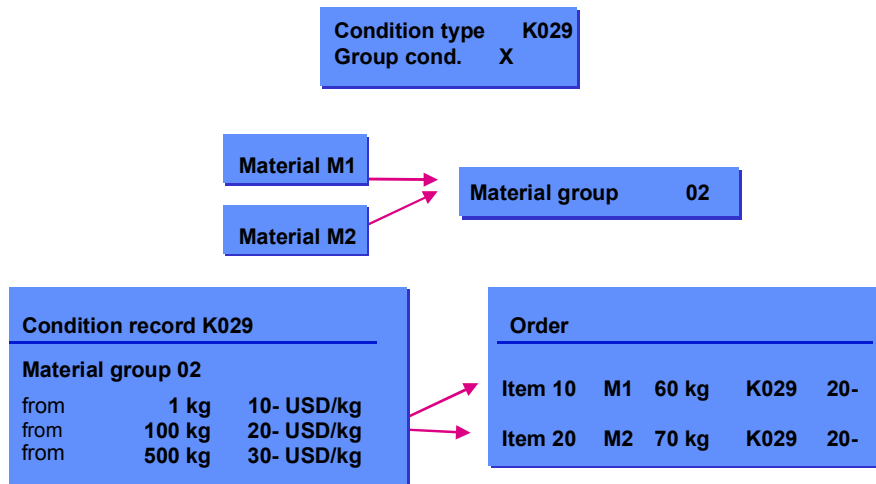 Condition type K029
Group cond. X
Material M1
Material M2
Material group 02
Condition record K029
Material group 02
from 1 kg 10- USD/kg
from 100 kg 20- USD/kg
from 500 kg 30- USD/kg
Order
Item 10 M1 60 kg K029 20-
Item 20 M2 70 kg K029 20-